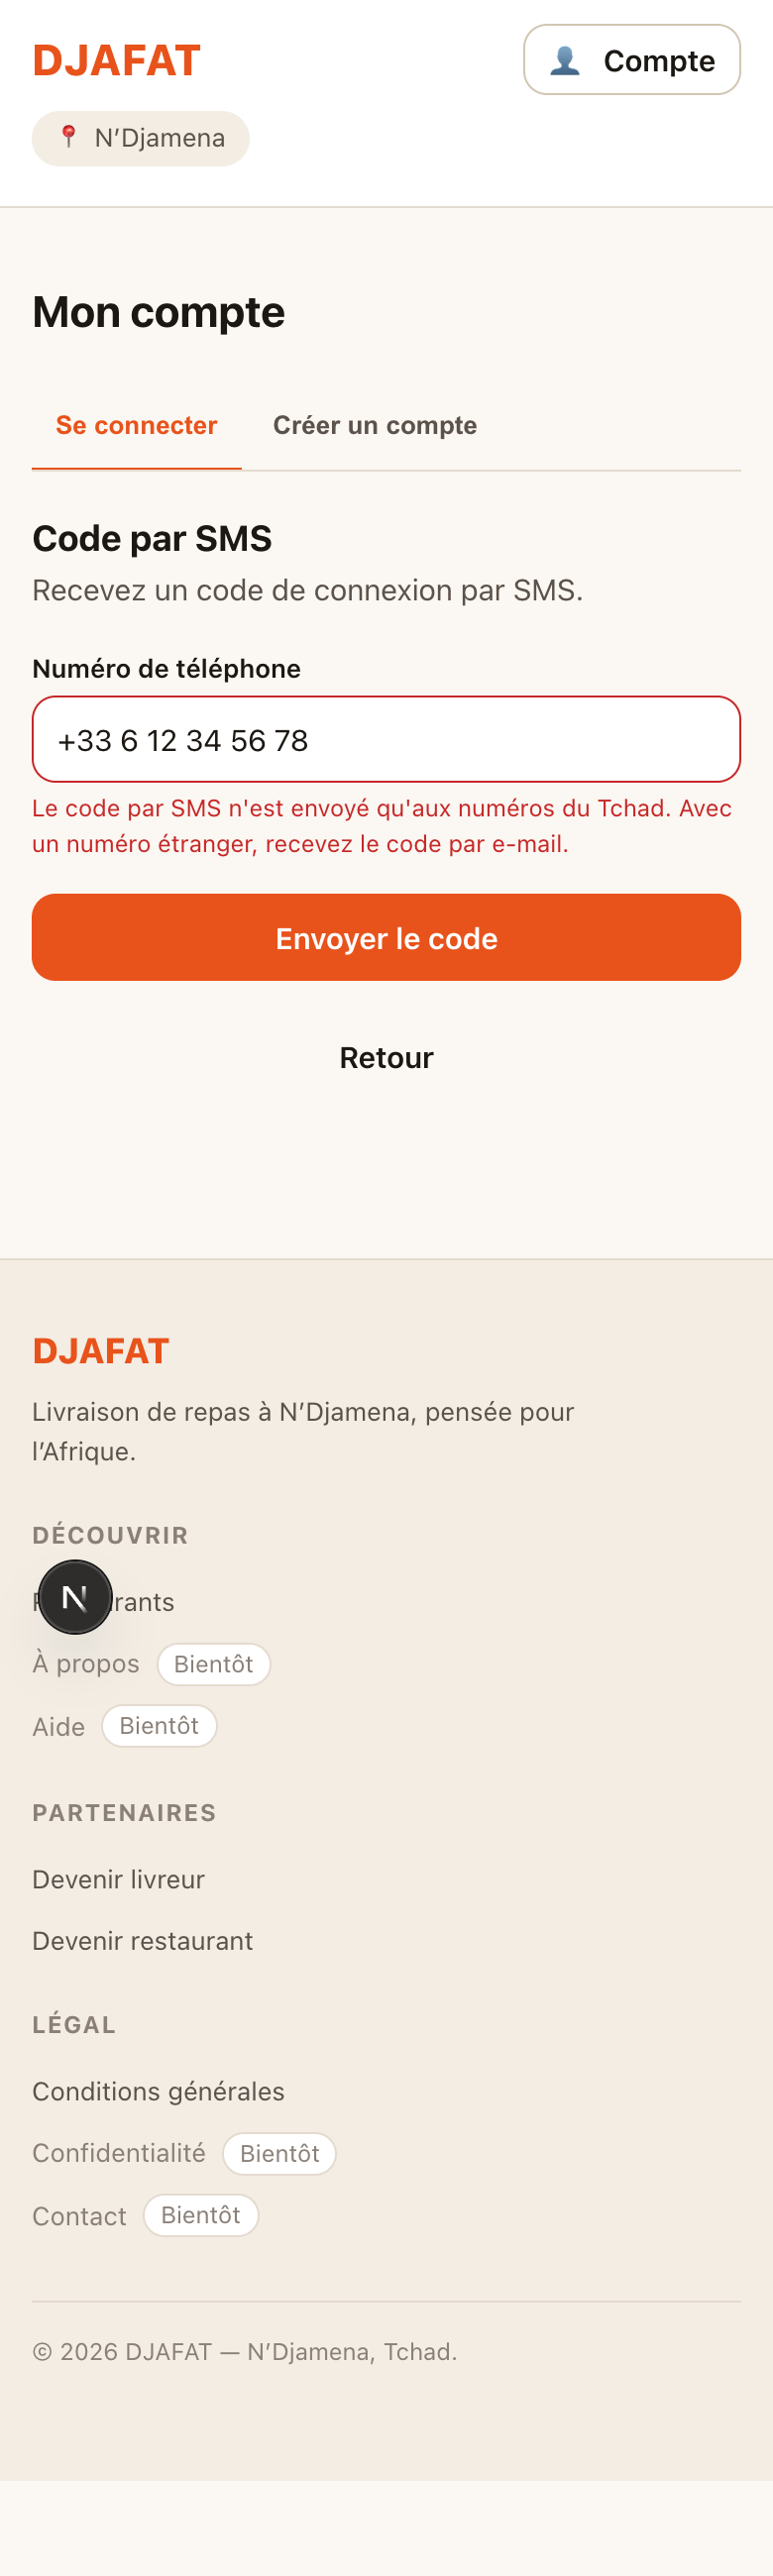 DJAFAT
Compte
N’Djamena
Mon compte
Se connecter
Créer un compte
Code par SMS
Recevez un code de connexion par SMS.
Numéro de téléphone
+33 6 12 34 56 78
Le code par SMS n'est envoyé qu'aux numéros du Tchad. Avec
un numéro étranger, recevez le code par e-mail.
Envoyer le code
Retour
DJAFAT
Livraison de repas à N’Djamena, pensée pour
l’Afrique.
DÉCOUVRIR
N
À propos Bientôt
Aide Bientôt
PARTENAIRES
Devenir livreur
Devenir restaurant
LÉGAL
Conditions générales
Confidentialité Bientôt
Contact Bientôt
© 2026 DJAFAT — N’Djamena, Tchad.